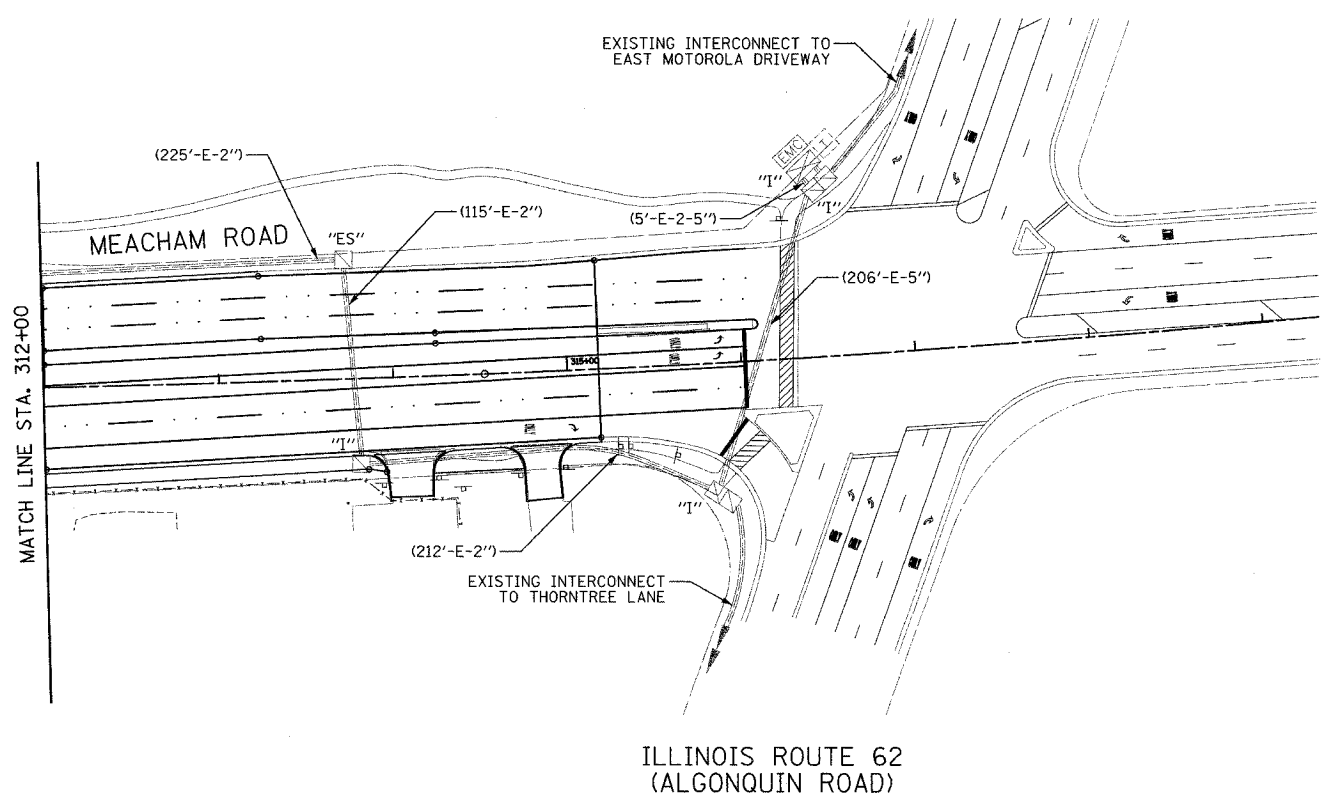 EXISTING INTERCONNECT TO
EAST MOTOROLA DRIVEWAY
(225'-E-2")
EMC
I
"I"
(115'-E-2")
(5'-E-2-5")
"I"
MEACHAM ROAD
"ES"
(206'-E-5")
MATCH LINE STA. 312+00
315+00
"I"
"I"
(212'-E-2")
EXISTING INTERCONNECT
TO THORNTREE LANE
ILLINOIS ROUTE 62
(ALGONQUIN ROAD)